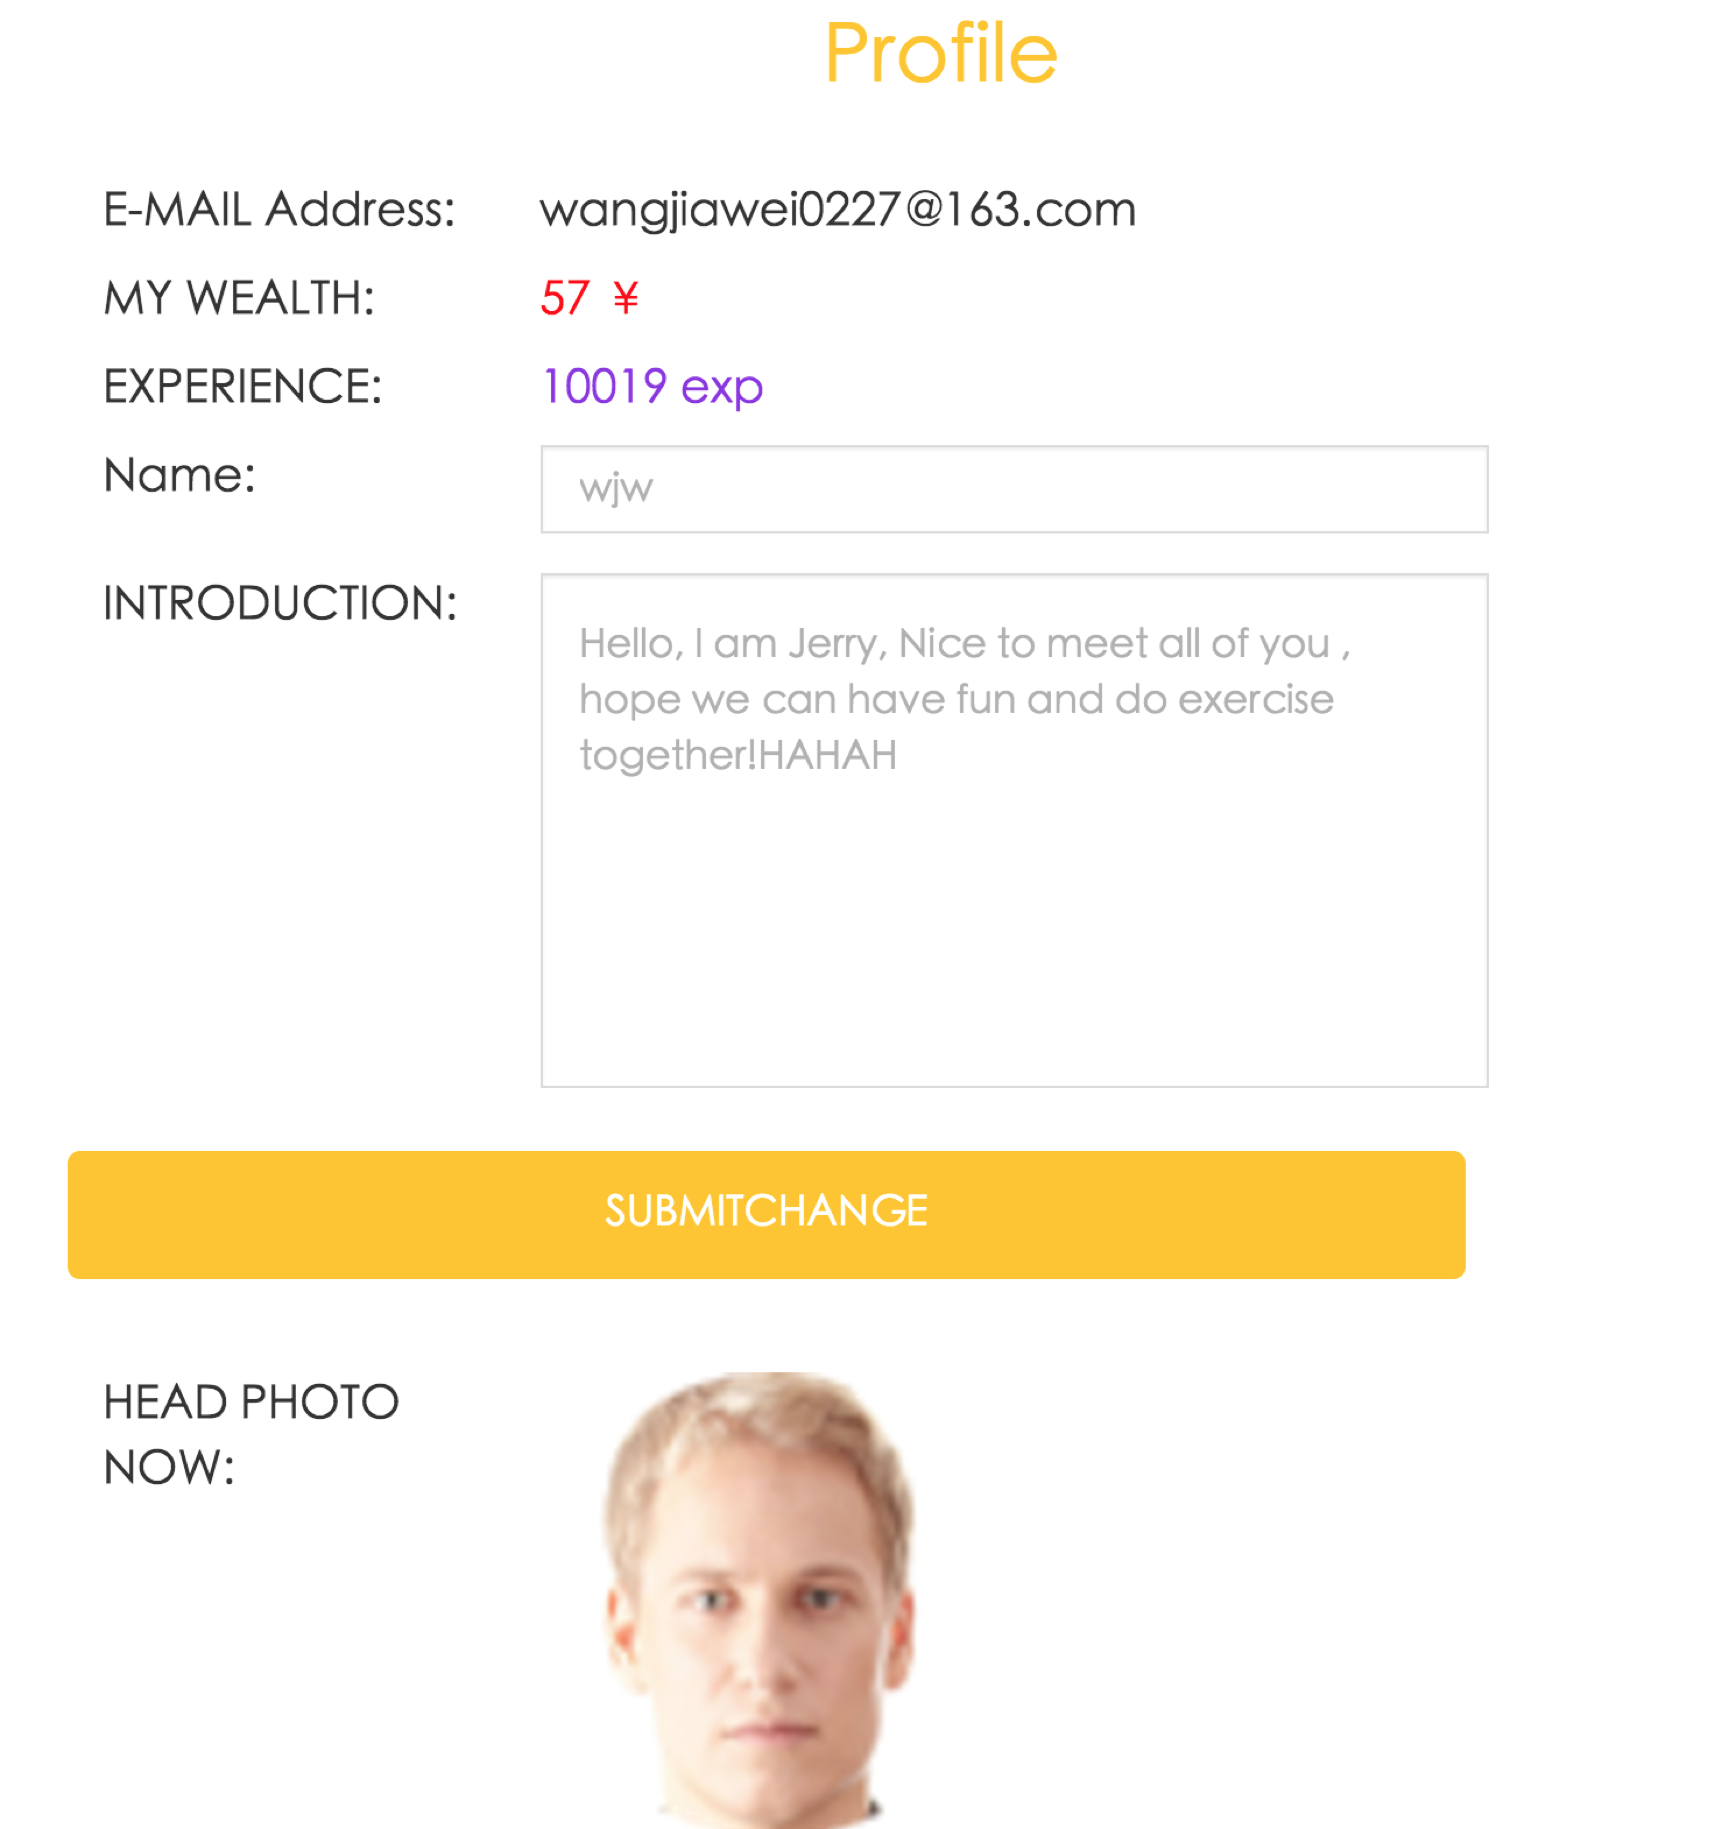 Profile
E-MAIL Address: wangjiawei0227@163.com
MY WEALTH: 57 ¥
EXPERIENCE: 10019 exp
Name: wjw
INTRODUCTION:
Hello, I am Jerry, Nice to meet all of you ,
hope we can have fun and do exercise
together!HAHAH
SUBMITCHANGE
HEAD PHOTO
NOW: